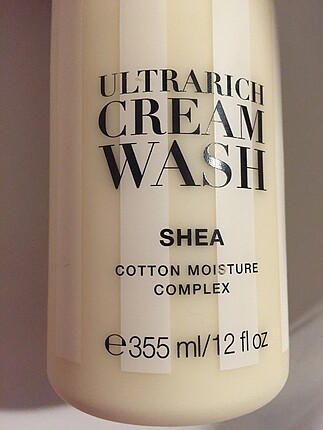 ULTRARICH
CREAM
WASH
SHEA
COTTON MOISTURE
COMPLEX
℮355 ml/12 fl oz